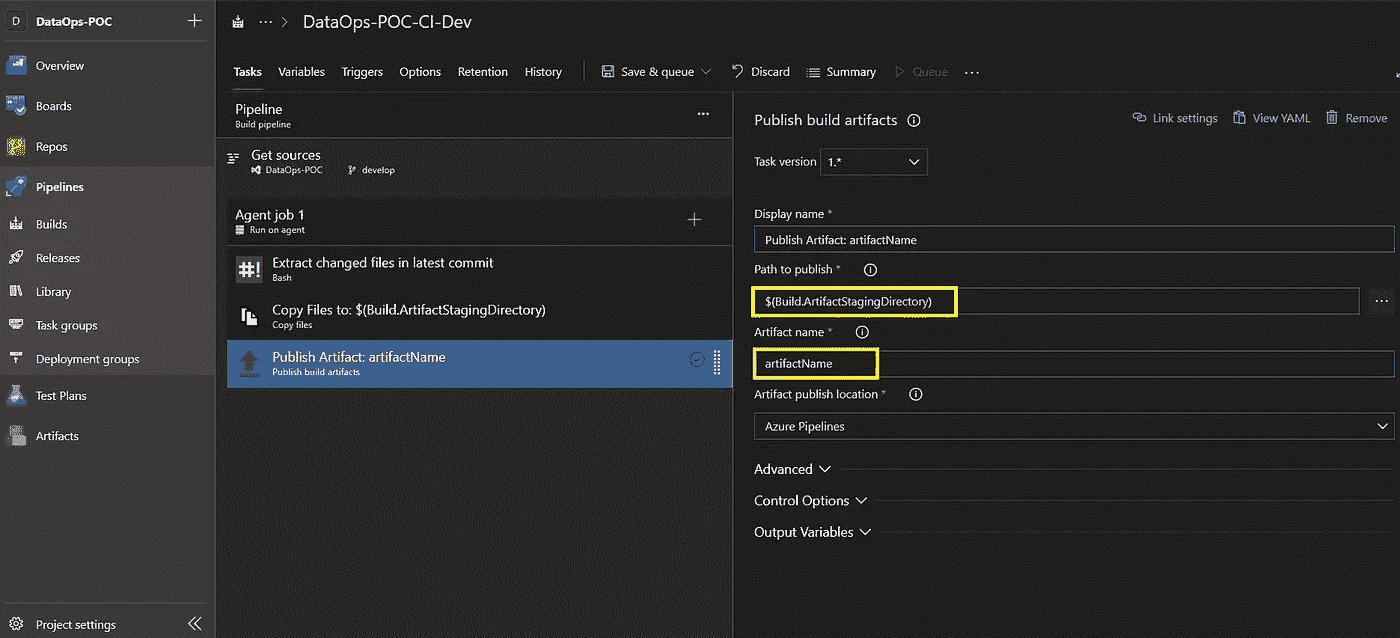 D DataOps-POC
Overview
Boards
Repos
Pipelines
Builds
Releases
Library
Task groups
Deployment groups
Test Plans
Artifacts
Project settings
DataOps-POC-CI-Dev
Tasks Variables Triggers Options Retention History Save & queue Discard Summary Queue
Pipeline
Build pipeline
Get sources
DataOps-POC develop
Agent job 1
Run on agent
Extract changed files in latest commit
Bash
Copy Files to: $(Build.ArtifactStagingDirectory)
Copy files
Publish Artifact: artifactName
Publish build artifacts
Publish build artifacts
Link settings View YAML Remove
Task version 1.*
Display name *
Publish Artifact: artifactName
Path to publish *
$(Build.ArtifactStagingDirectory)
Artifact name *
artifactName
Artifact publish location *
Azure Pipelines
Advanced
Control Options
Output Variables